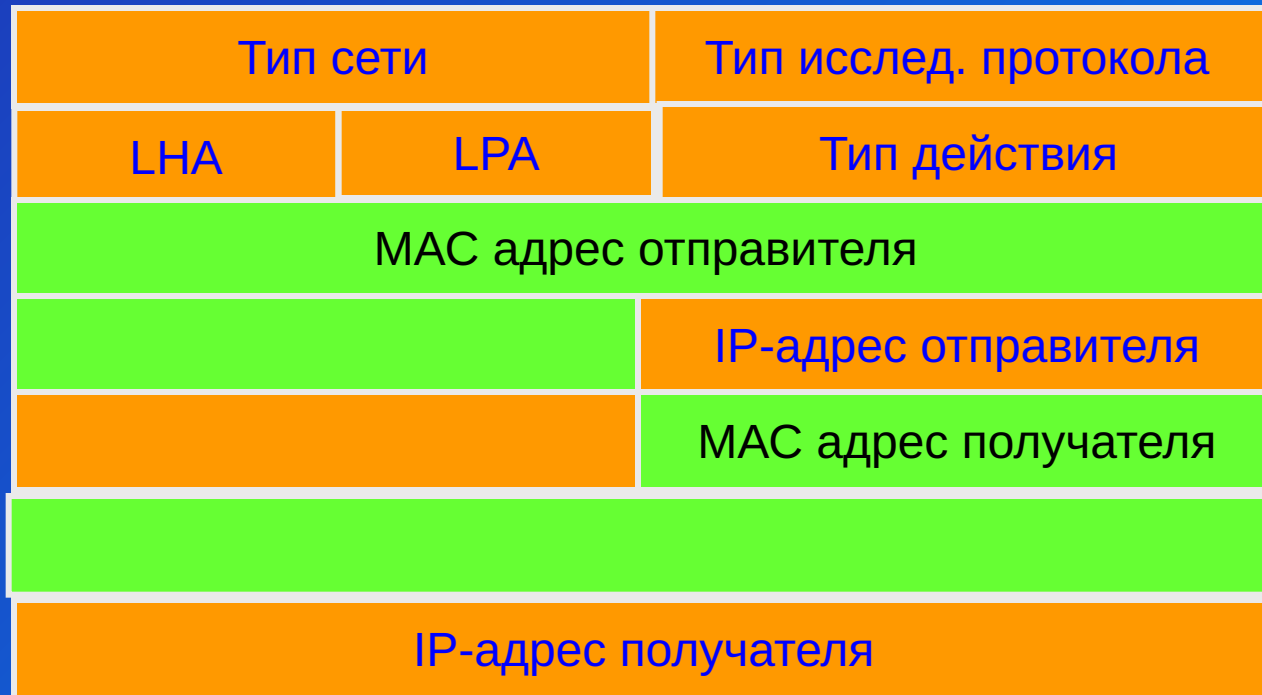 Тип сети
Тип исслед. протокола
LHA
LPA
Тип действия
MAC адрес отправителя
IP-адрес отправителя
MAC адрес получателя
IP-адрес получателя